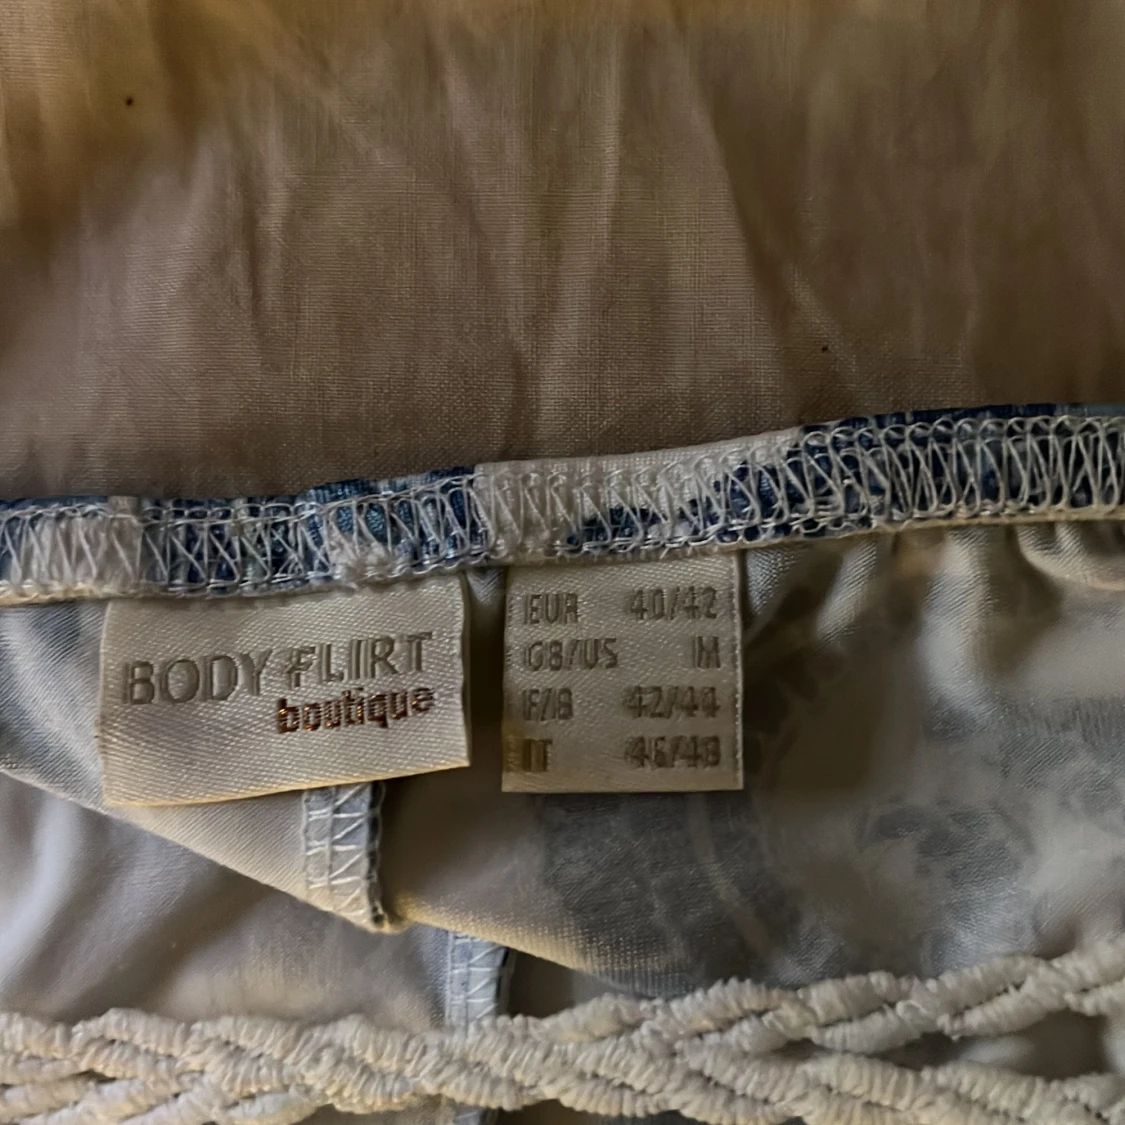 BODY FLIRT
boutique
EUR 40/42
GB/US M
F/B 42/44
IT 46/48